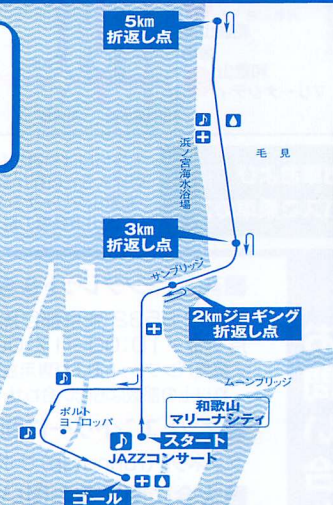 5km
折返し点
浜ノ宮海水浴場
毛見
3km
折返し点
サンブリッジ
2kmジョギング
折返し点
ムーンブリッジ
和歌山
マリーナシティ
ポルト
ヨーロッパ
スタート
JAZZコンサート
ゴール